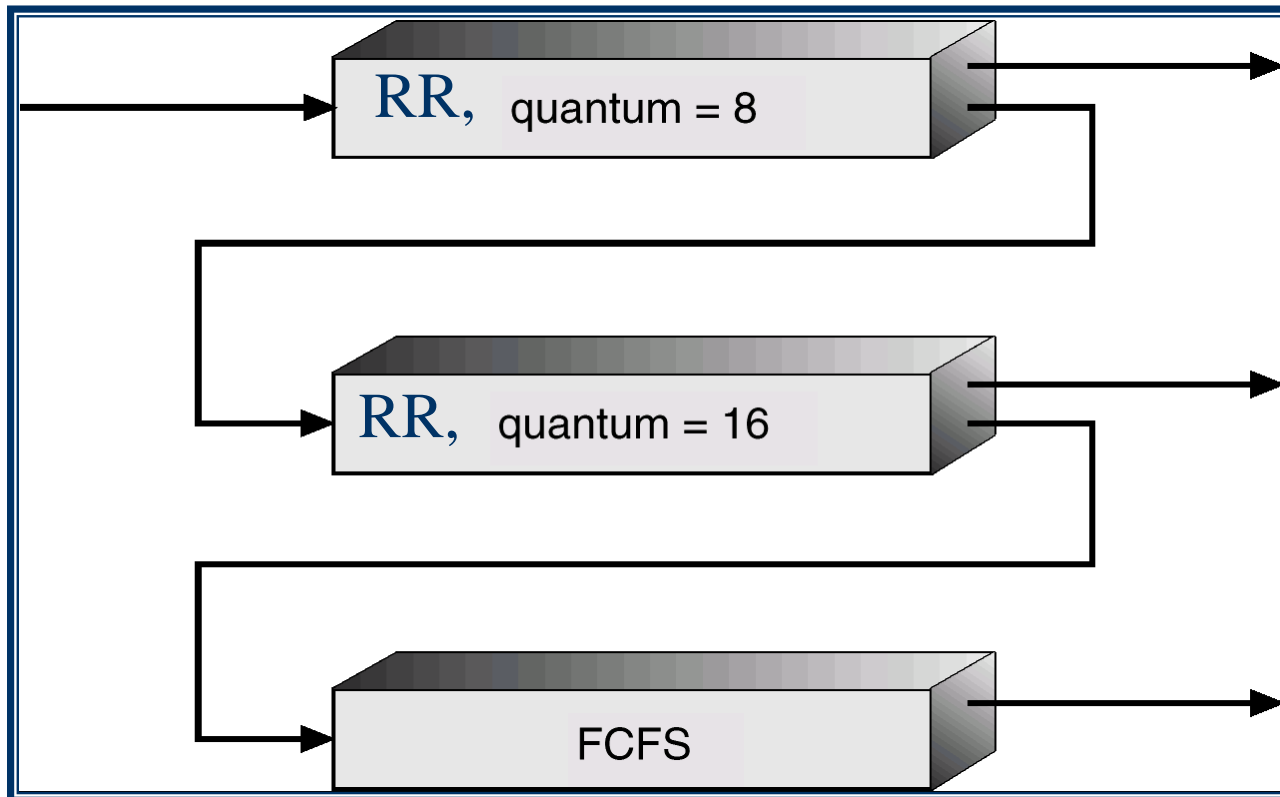 RR, quantum = 8
RR, quantum = 16
FCFS